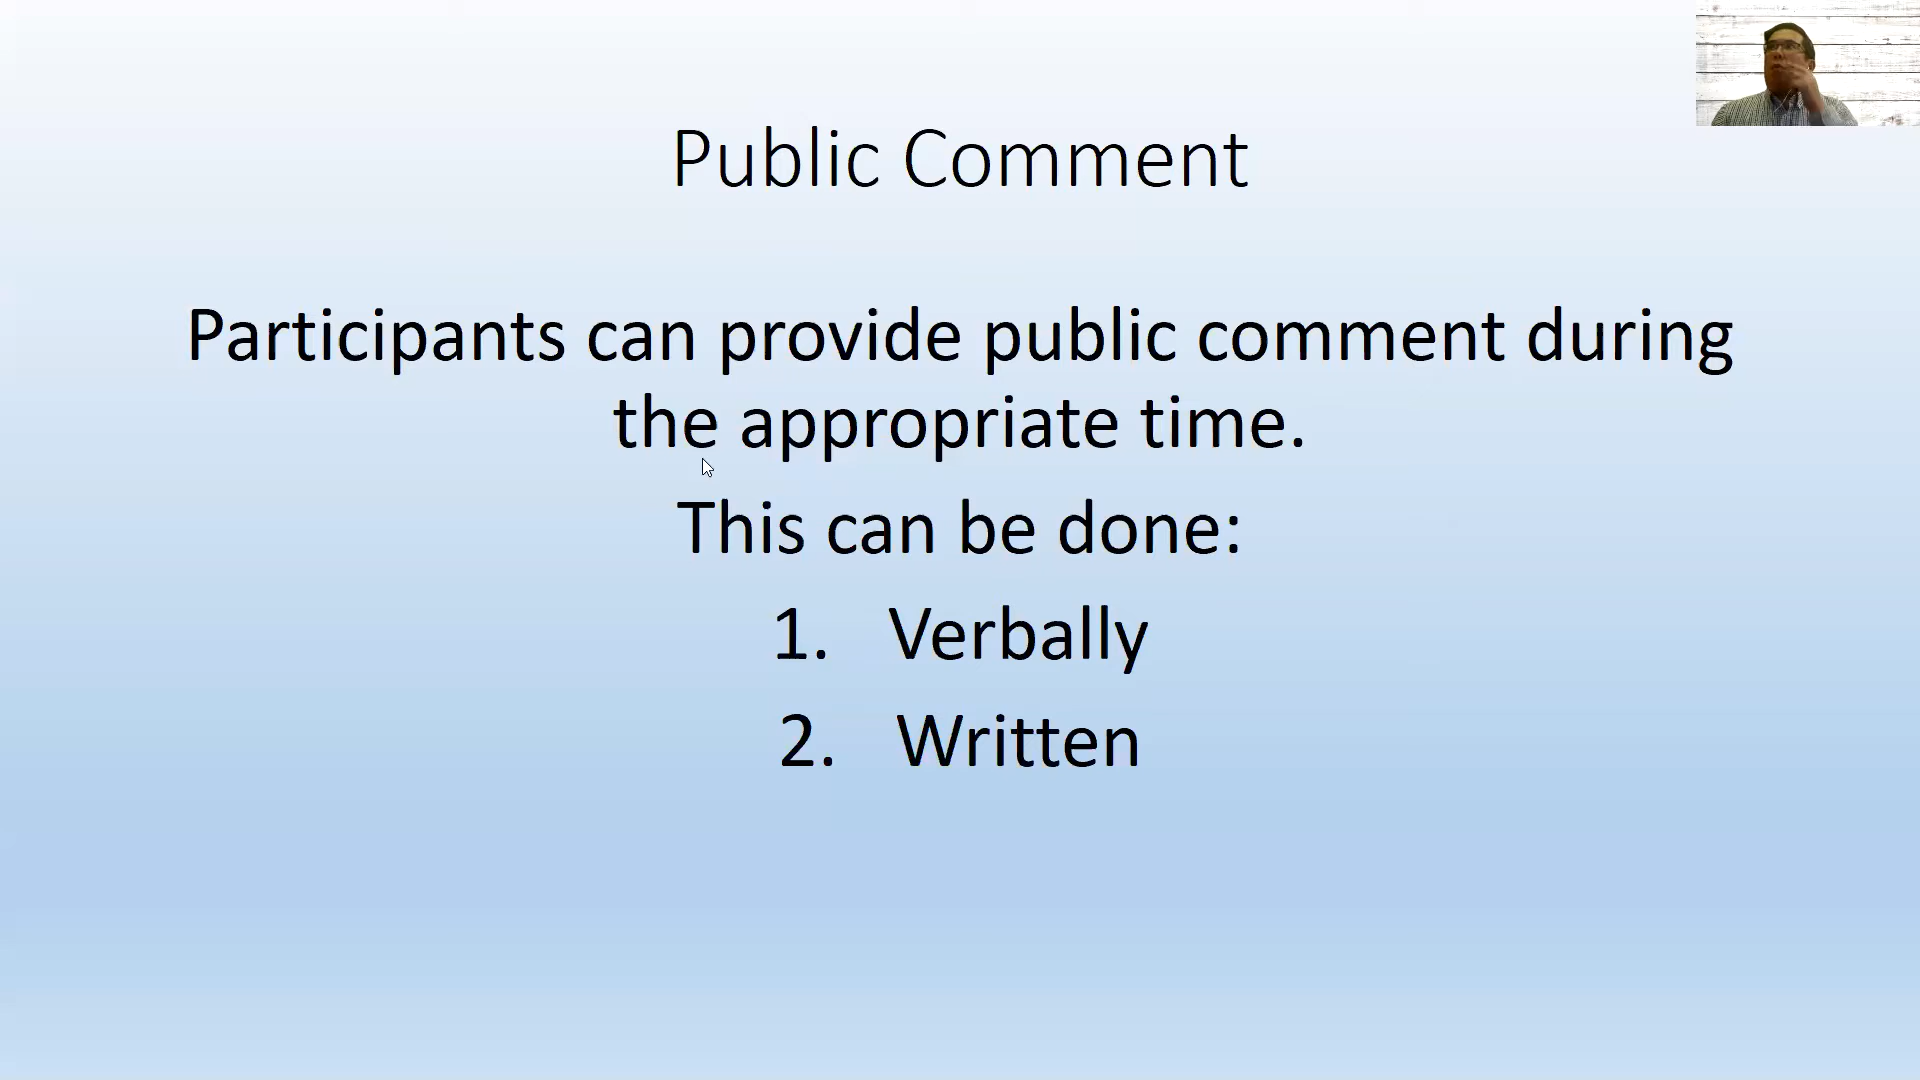 Public Comment
Participants can provide public comment during
the appropriate time.
This can be done:
1. Verbally
2. Written